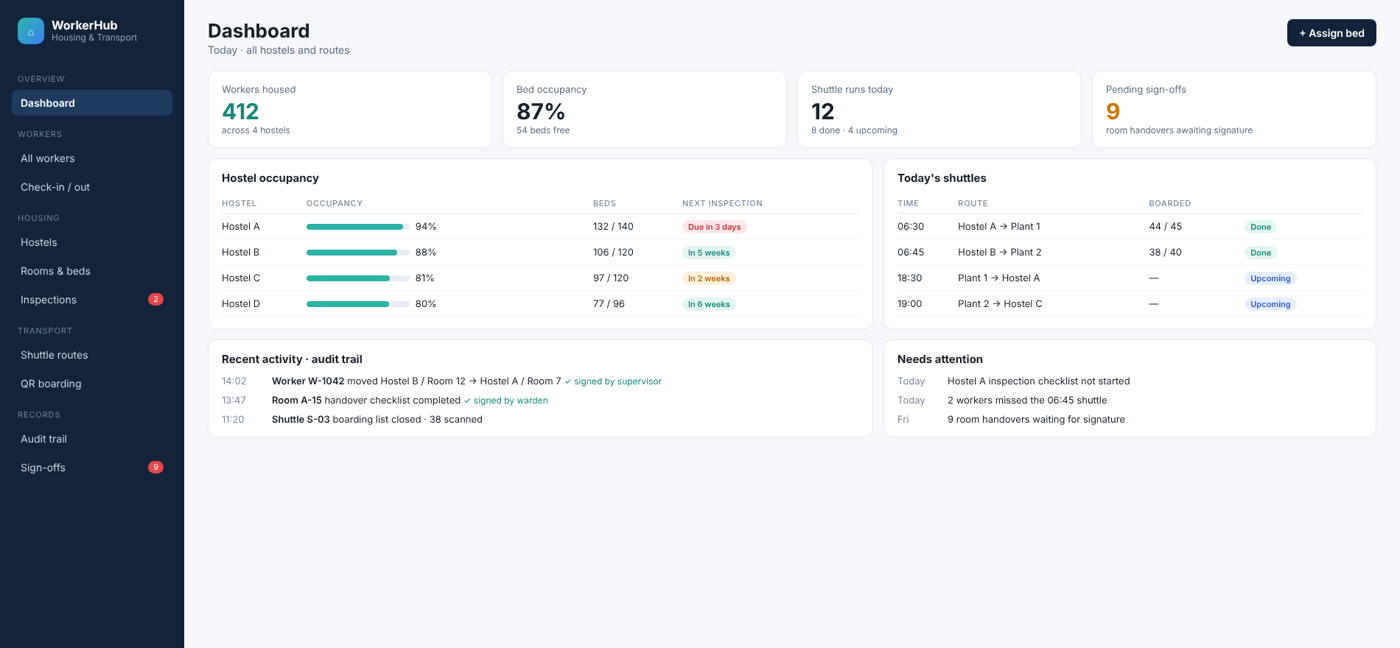 WorkerHub
Housing & Transport
OVERVIEW
Dashboard
WORKERS
All workers
Check-in / out
HOUSING
Hostels
Rooms & beds
Inspections 2
TRANSPORT
Shuttle routes
QR boarding
RECORDS
Audit trail
Sign-offs 9
Dashboard
Today · all hostels and routes
+ Assign bed
Workers housed
412
across 4 hostels
Bed occupancy
87%
54 beds free
Shuttle runs today
12
8 done · 4 upcoming
Pending sign-offs
9
room handovers awaiting signature
Hostel occupancy
HOSTEL OCCUPANCY BEDS NEXT INSPECTION
Hostel A 94% 132 / 140 Due in 3 days
Hostel B 88% 106 / 120 In 5 weeks
Hostel C 81% 97 / 120 In 2 weeks
Hostel D 80% 77 / 96 In 6 weeks
Today's shuttles
TIME ROUTE BOARDED
06:30 Hostel A → Plant 1 44 / 45 Done
06:45 Hostel B → Plant 2 38 / 40 Done
18:30 Plant 1 → Hostel A — Upcoming
19:00 Plant 2 → Hostel C — Upcoming
Recent activity · audit trail
14:02 Worker W-1042 moved Hostel B / Room 12 → Hostel A / Room 7 ✓ signed by supervisor
13:47 Room A-15 handover checklist completed ✓ signed by warden
11:20 Shuttle S-03 boarding list closed · 38 scanned
Needs attention
Today Hostel A inspection checklist not started
Today 2 workers missed the 06:45 shuttle
Fri 9 room handovers waiting for signature